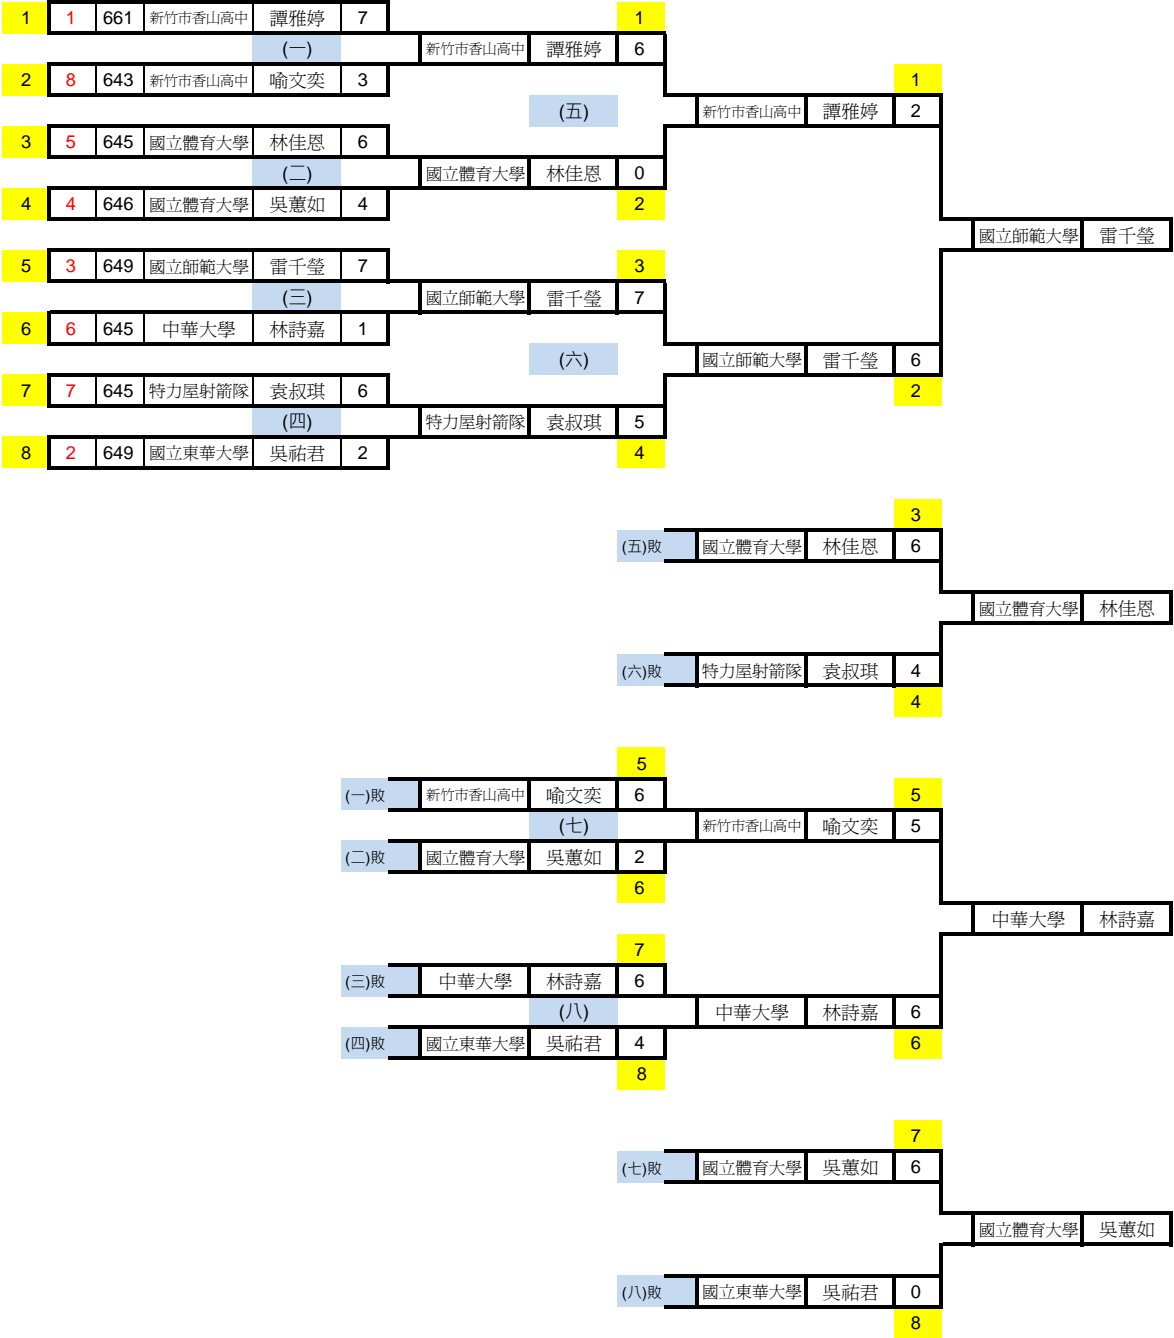 1 1 661 新竹市香山高中 譚雅婷 7 1
(一) 新竹市香山高中 譚雅婷 6
2 8 643 新竹市香山高中 喻文奕 3 1
(五) 新竹市香山高中 譚雅婷 2
3 5 645 國立體育大學 林佳恩 6
(二) 國立體育大學 林佳恩 0
4 4 646 國立體育大學 吳蕙如 4 2
國立師範大學 雷千瑩
5 3 649 國立師範大學 雷千瑩 7 3
(三) 國立師範大學 雷千瑩 7
6 6 645 中華大學 林詩嘉 1
(六) 國立師範大學 雷千瑩 6
7 7 645 特力屋射箭隊 袁叔琪 6 2
(四) 特力屋射箭隊 袁叔琪 5
8 2 649 國立東華大學 吳祐君 2 4
3
(五)敗 國立體育大學 林佳恩 6
國立體育大學 林佳恩
(六)敗 特力屋射箭隊 袁叔琪 4
4
5
(一)敗 新竹市香山高中 喻文奕 6 5
(七) 新竹市香山高中 喻文奕 5
(二)敗 國立體育大學 吳蕙如 2
6
中華大學 林詩嘉
7
(三)敗 中華大學 林詩嘉 6
(八) 中華大學 林詩嘉 6
(四)敗 國立東華大學 吳祐君 4 6
8
7
(七)敗 國立體育大學 吳蕙如 6
國立體育大學 吳蕙如
(八)敗 國立東華大學 吳祐君 0
8